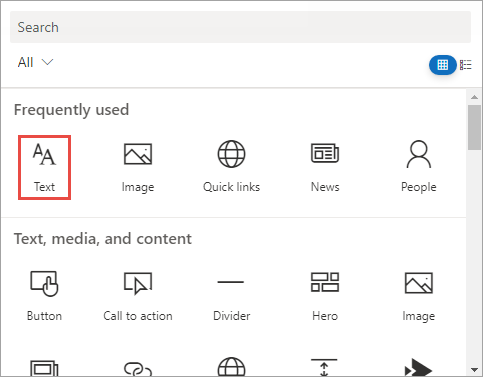 Search
All
Frequently used
Text Image Quick links News People
Text, media, and content
Button Call to action Divider Hero Image